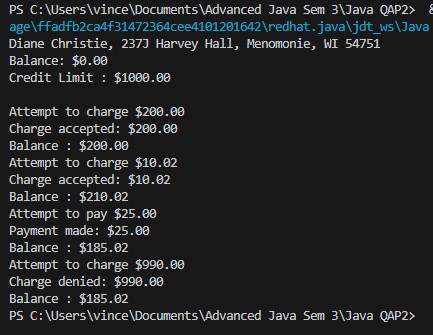 PS C:\Users\vince\Documents\Advanced Java Sem 3\Java QAP2> &
age\ffadfb2ca4f31472364cee4101201642\redhat.java\jdt_ws\Java
Diane Christie, 237J Harvey Hall, Menomonie, WI 54751
Balance: $0.00
Credit Limit : $1000.00

Attempt to charge $200.00
Charge accepted: $200.00
Balance : $200.00
Attempt to charge $10.02
Charge accepted: $10.02
Balance : $210.02
Attempt to pay $25.00
Payment made: $25.00
Balance : $185.02
Attempt to charge $990.00
Charge denied: $990.00
Balance : $185.02
PS C:\Users\vince\Documents\Advanced Java Sem 3\Java QAP2>